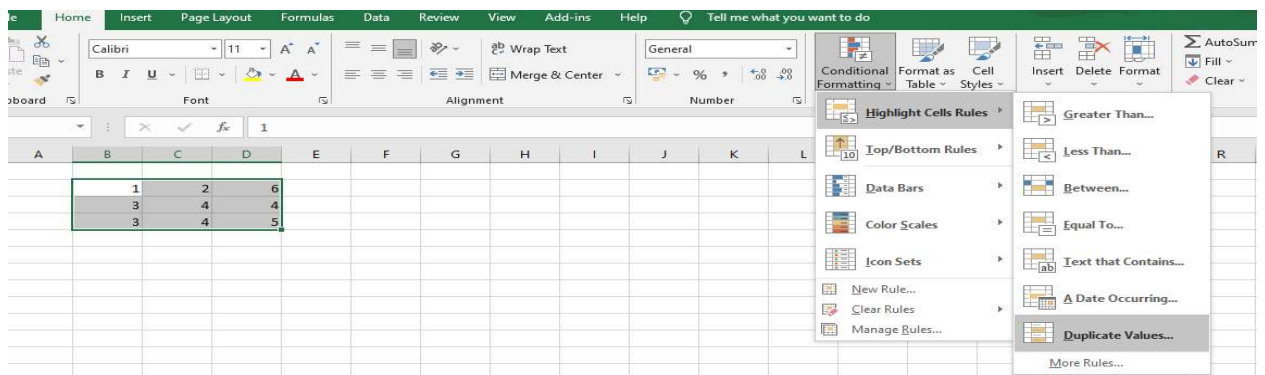 le Home Insert Page Layout Formulas Data Review View Add-ins Help Tell me what you want to do
Calibri 11 A A Wrap Text General AutoSum
B I U A Merge & Center % , Conditional Formatting Format as Table Cell Styles Insert Delete Format Fill
Clear
board Font Alignment Number
fx 1
A B C D E F G H I J K L R
1 2 6
3 4 4
3 4 5
Highlight Cells Rules
Top/Bottom Rules
Data Bars
Color Scales
Icon Sets
New Rule...
Clear Rules
Manage Rules...
Greater Than...
Less Than...
Between...
Equal To...
Text that Contains...
A Date Occurring...
Duplicate Values...
More Rules...